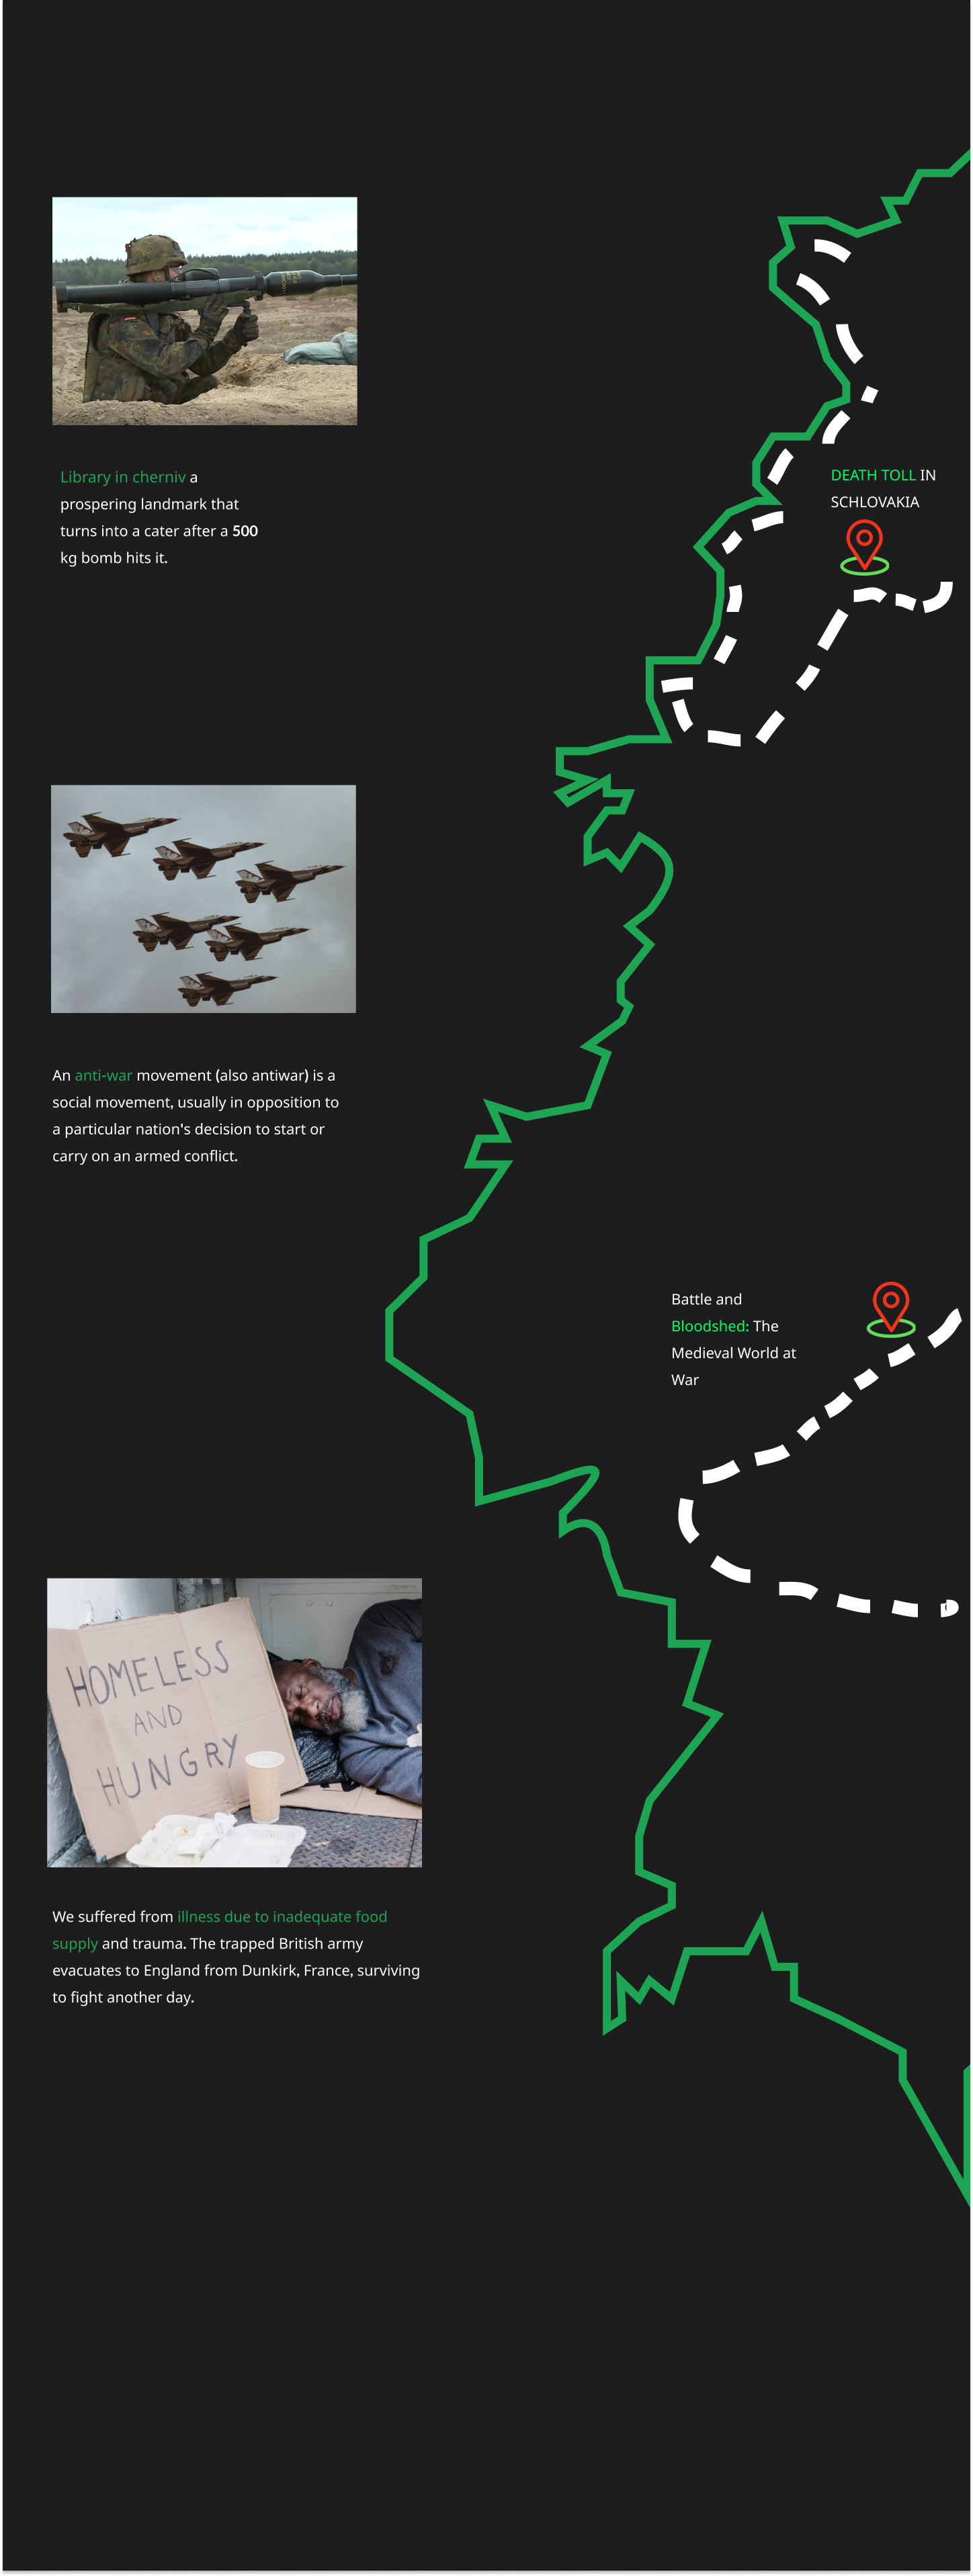 Library in cherniv a
prospering landmark that
turns into a cater after a 500
kg bomb hits it.
DEATH TOLL IN
SCHLOVAKIA
An anti-war movement (also antiwar) is a
social movement, usually in opposition to
a particular nation's decision to start or
carry on an armed conflict.
Battle and
Bloodshed: The
Medieval World at
War
HOMELESS
AND
HUNGRY
We suffered from illness due to inadequate food
supply and trauma. The trapped British army
evacuates to England from Dunkirk, France, surviving
to fight another day.